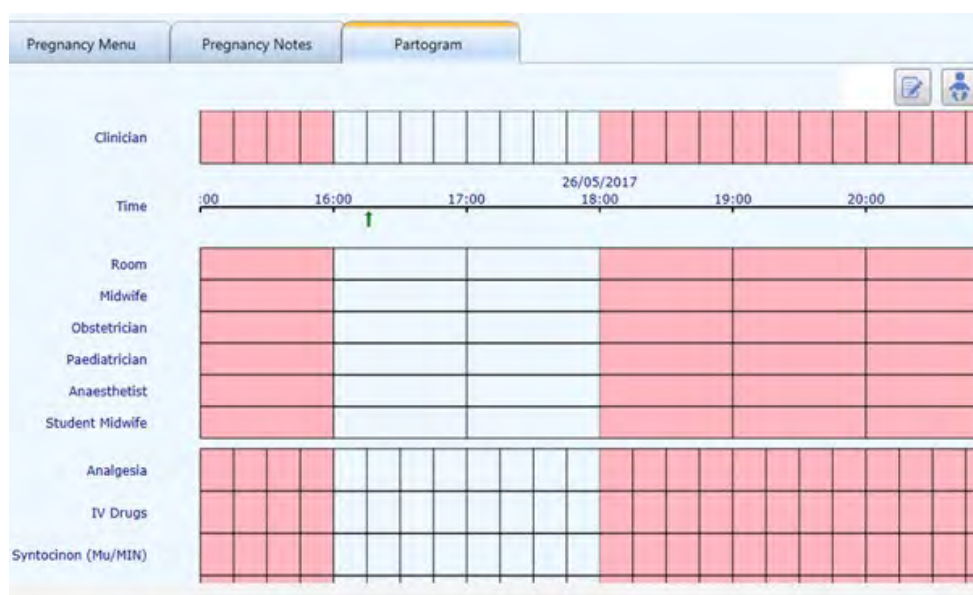 Pregnancy Menu Pregnancy Notes Partogram
Clinician
26/05/2017
Time :00 16:00 17:00 18:00 19:00 20:00
Room
Midwife
Obstetrician
Paediatrician
Anaesthetist
Student Midwife
Analgesia
IV Drugs
Syntocinon (Mu/MIN)